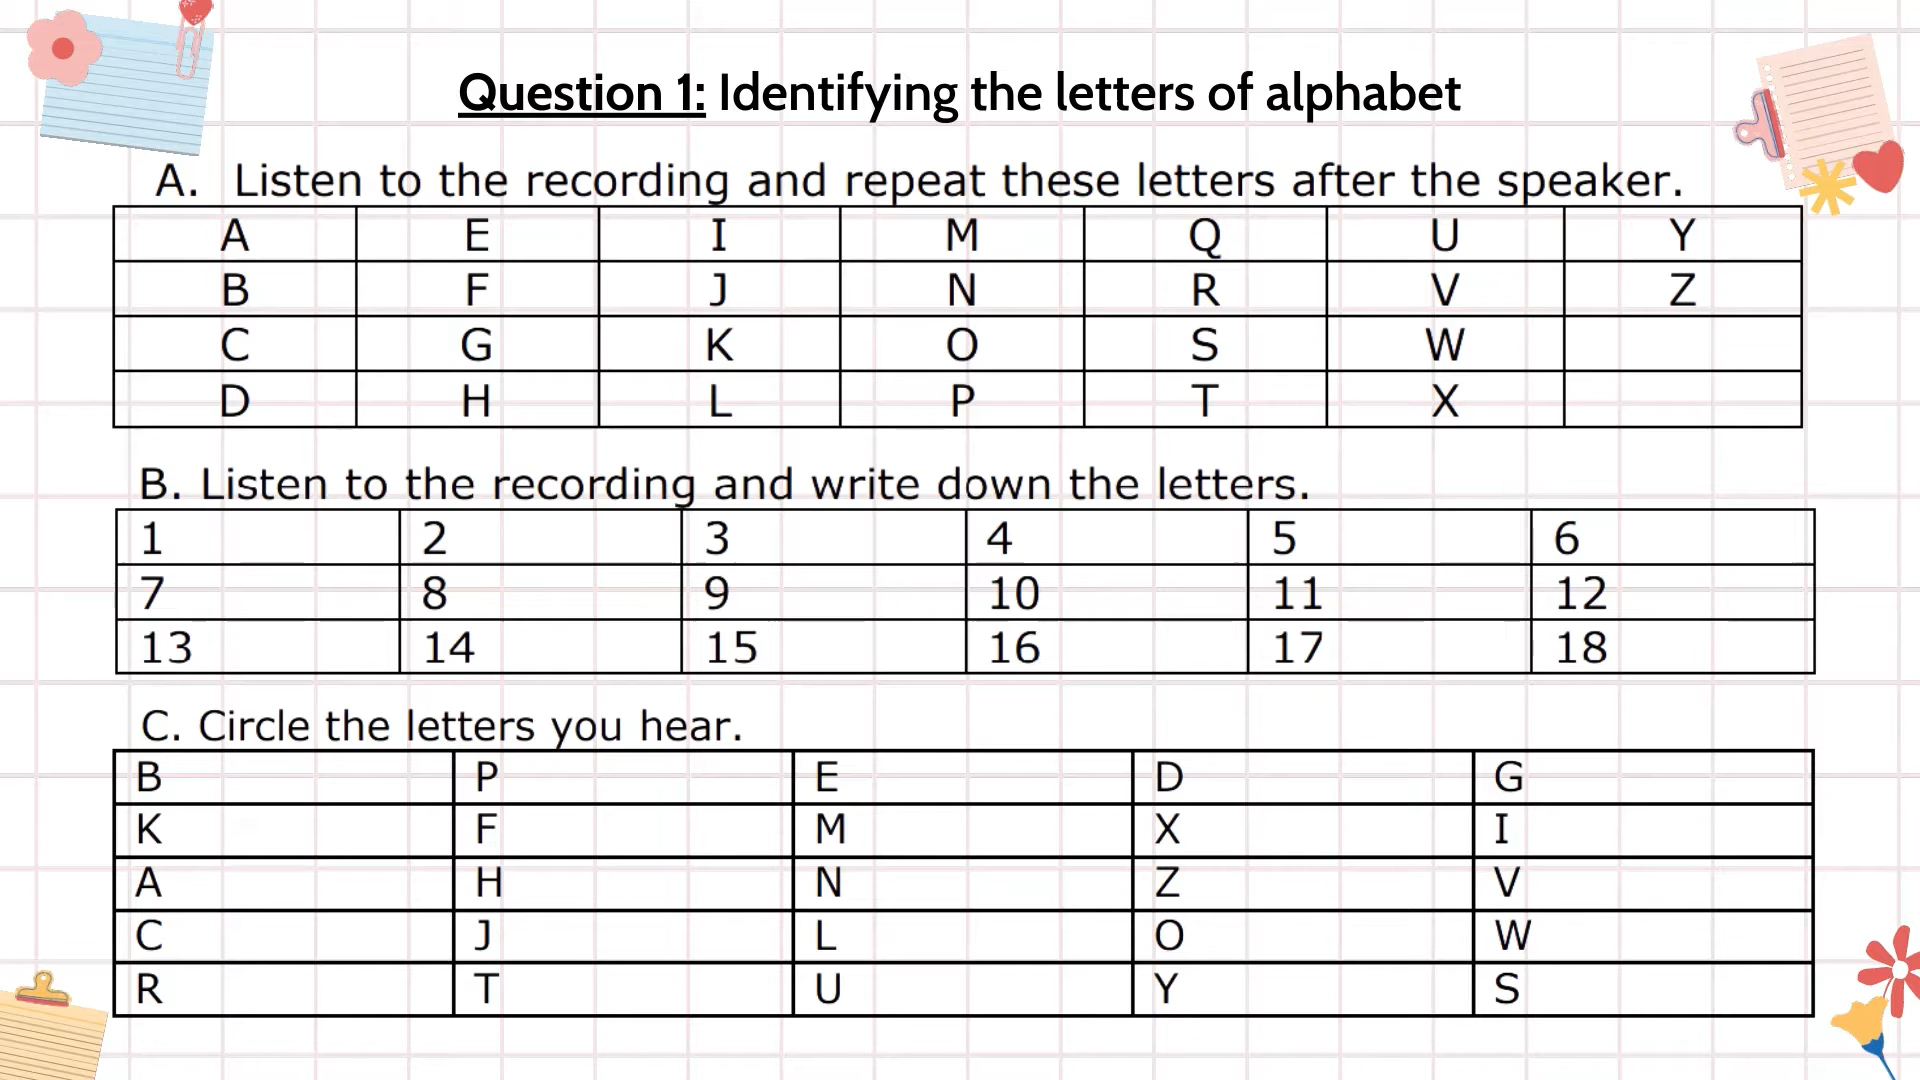 Question 1: Identifying the letters of alphabet
A. Listen to the recording and repeat these letters after the speaker.
A E I M Q U Y
B F J N R V Z
C G K O S W
D H L P T X
B. Listen to the recording and write down the letters.
1 2 3 4 5 6
7 8 9 10 11 12
13 14 15 16 17 18
C. Circle the letters you hear.
B P E D G
K F M X I
A H N Z V
C J L O W
R T U Y S